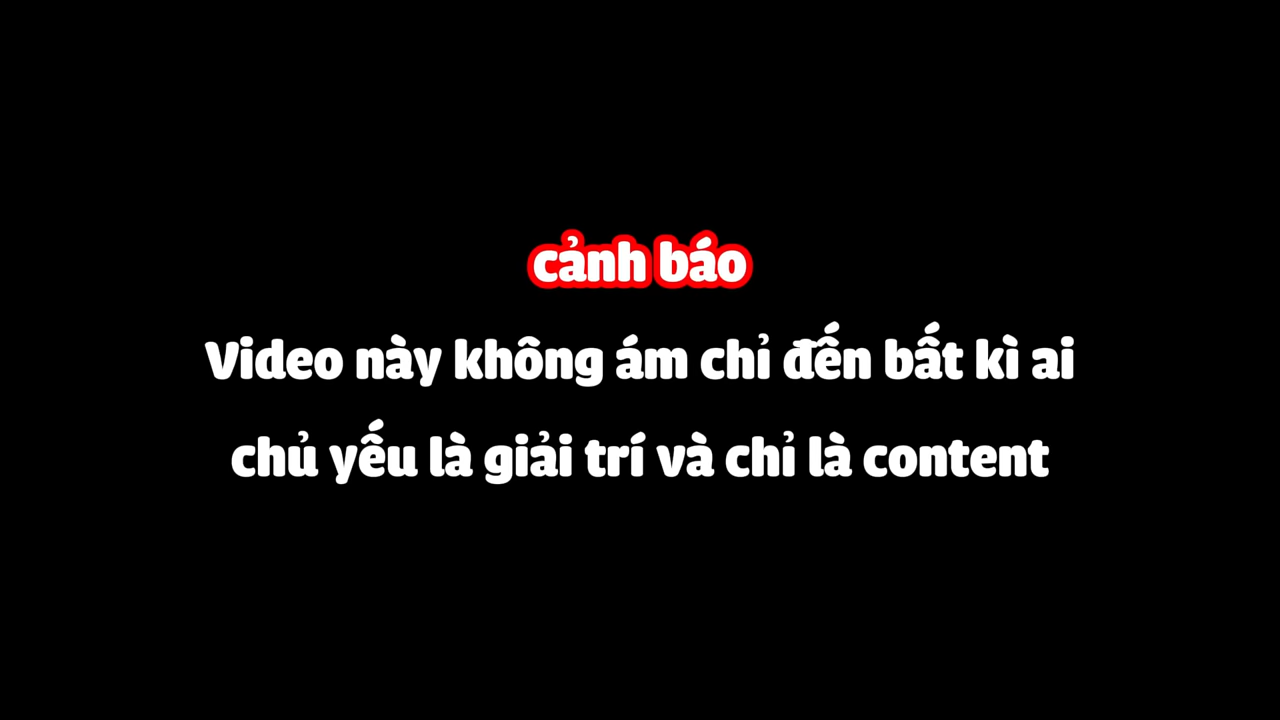 cảnh báo
Video này không ám chỉ đến bất kì ai
chủ yếu là giải trí và chỉ là content